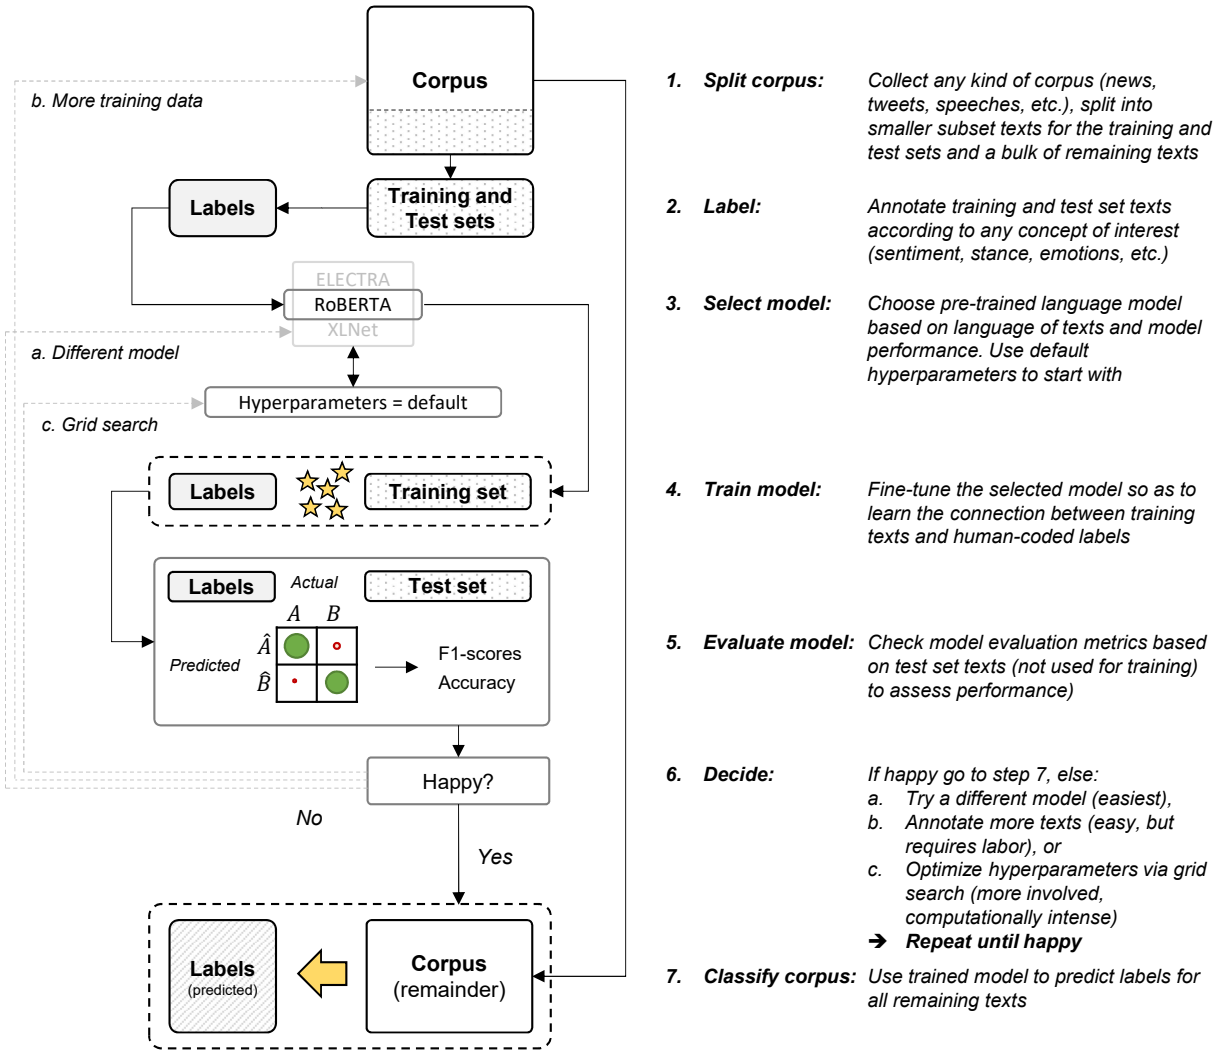 Corpus
b. More training data
Training and
Test sets
Labels
ELECTRA
RoBERTA
XLNet
a. Different model
Hyperparameters = default
c. Grid search
Labels
Training set
Labels
Actual
Test set
A B
Â
Predicted
B̂
F1-scores
Accuracy
Happy?
No
Yes
Labels
(predicted)
Corpus
(remainder)
1. Split corpus: Collect any kind of corpus (news,
tweets, speeches, etc.), split into
smaller subset texts for the training and
test sets and a bulk of remaining texts
2. Label: Annotate training and test set texts
according to any concept of interest
(sentiment, stance, emotions, etc.)
3. Select model: Choose pre-trained language model
based on language of texts and model
performance. Use default
hyperparameters to start with
4. Train model: Fine-tune the selected model so as to
learn the connection between training
texts and human-coded labels
5. Evaluate model: Check model evaluation metrics based
on test set texts (not used for training)
to assess performance)
6. Decide: If happy go to step 7, else:
a. Try a different model (easiest),
b. Annotate more texts (easy, but
requires labor), or
c. Optimize hyperparameters via grid
search (more involved,
computationally intense)
➔ Repeat until happy
7. Classify corpus: Use trained model to predict labels for
all remaining texts